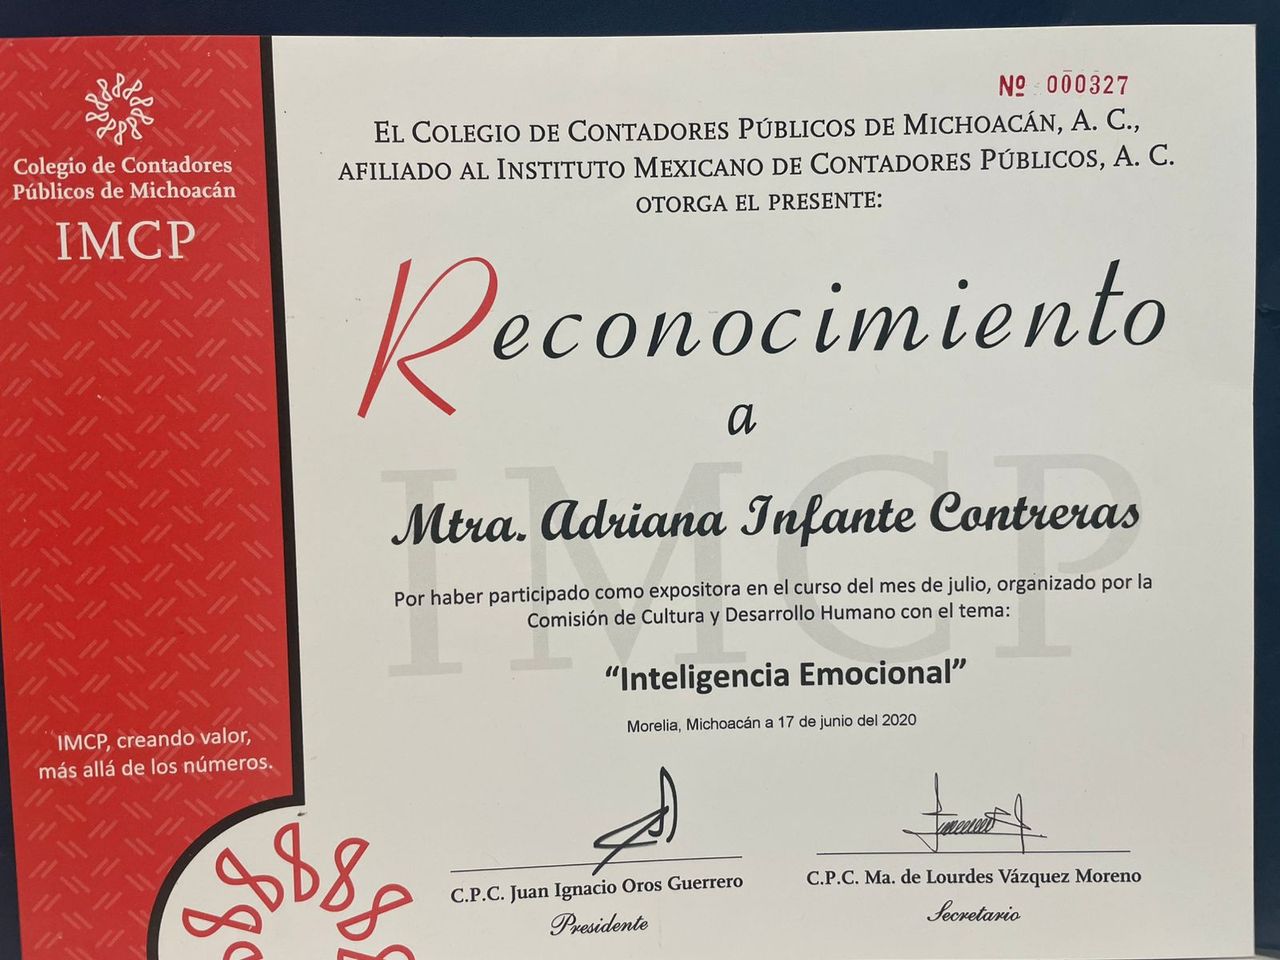 Colegio de Contadores
Públicos de Michoacán
IMCP
Nº 000327
EL COLEGIO DE CONTADORES PÚBLICOS DE MICHOACÁN, A. C.,
AFILIADO AL INSTITUTO MEXICANO DE CONTADORES PÚBLICOS, A. C.
OTORGA EL PRESENTE:
Reconocimiento
a
IMCP
Mtra. Adriana Infante Contreras
Por haber participado como expositora en el curso del mes de julio, organizado por la
Comisión de Cultura y Desarrollo Humano con el tema:
“Inteligencia Emocional”
Morelia, Michoacán a 17 de junio del 2020
IMCP, creando valor,
más allá de los números.
C.P.C. Juan Ignacio Oros Guerrero
Presidente
C.P.C. Ma. de Lourdes Vázquez Moreno
Secretario